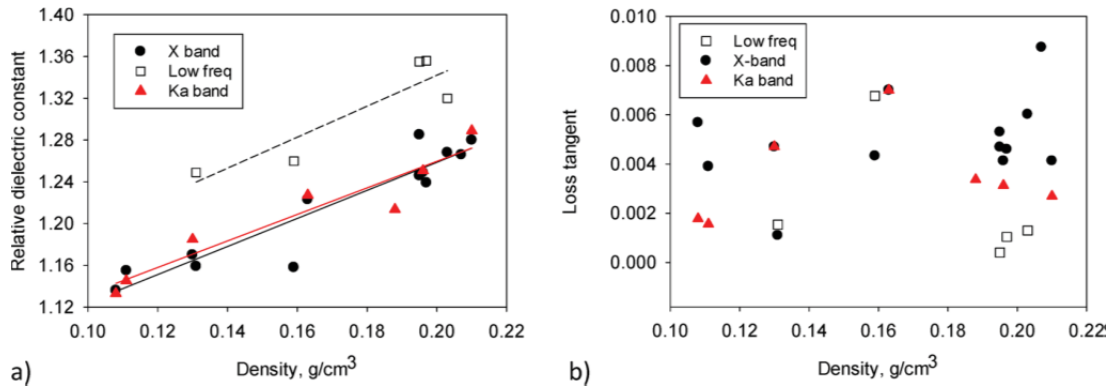 1.40
1.36
1.32
1.28
1.24
1.20
1.16
1.12
Relative dielectric constant
X band
Low freq
Ka band
0.10 0.12 0.14 0.16 0.18 0.20 0.22
Density, g/cm3
a)
0.010
0.008
0.006
0.004
0.002
0.000
Loss tangent
Low freq
X-band
Ka band
0.10 0.12 0.14 0.16 0.18 0.20 0.229
Density, g/cm3
b)